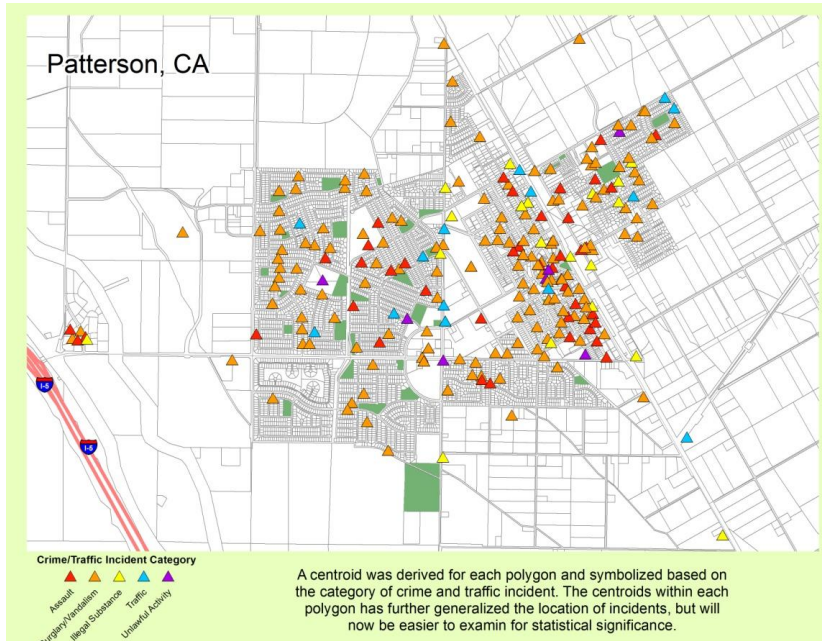 Patterson, CA
I-5
I-5
Crime/Traffic Incident Category
Assault
Burglary/Vandalism
Illegal Substance
Traffic
Unlawful Activity
A centroid was derived for each polygon and symbolized based on
the category of crime and traffic incident. The centroids within each
polygon has further generalized the location of incidents, but will
now be easier to examin for statistical significance.